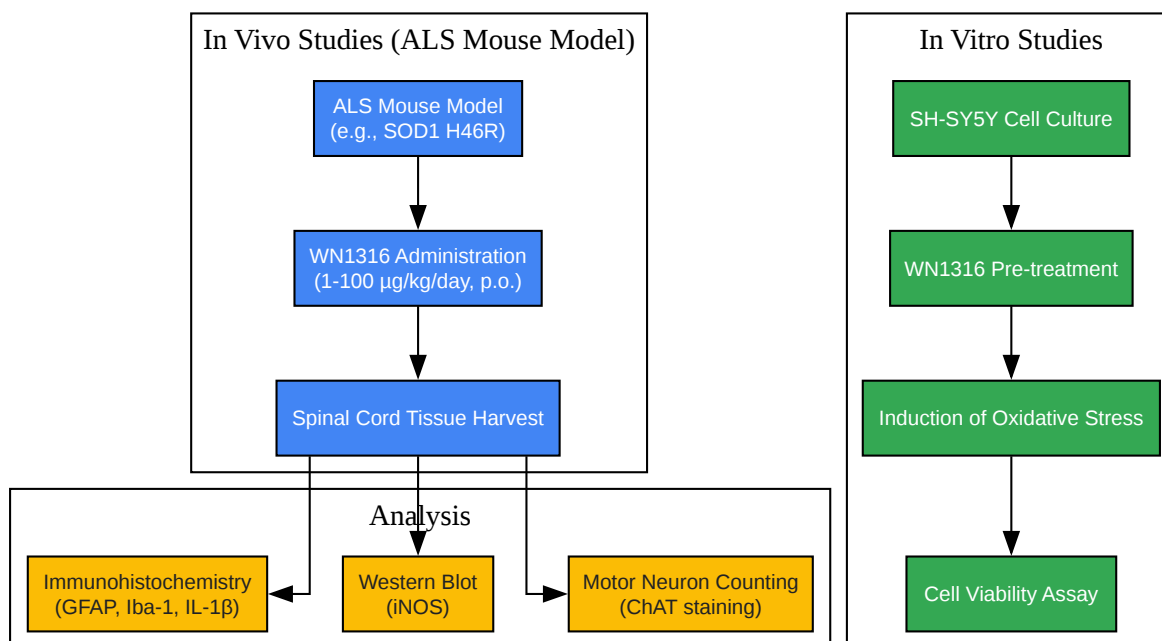 In Vivo Studies (ALS Mouse Model)
ALS Mouse Model
(e.g., SOD1 H46R)
WN1316 Administration
(1-100 µg/kg/day, p.o.)
Spinal Cord Tissue Harvest
Analysis
Immunohistochemistry
(GFAP, Iba-1, IL-1β)
Western Blot
(iNOS)
Motor Neuron Counting
(ChAT staining)
In Vitro Studies
SH-SY5Y Cell Culture
WN1316 Pre-treatment
Induction of Oxidative Stress
Cell Viability Assay